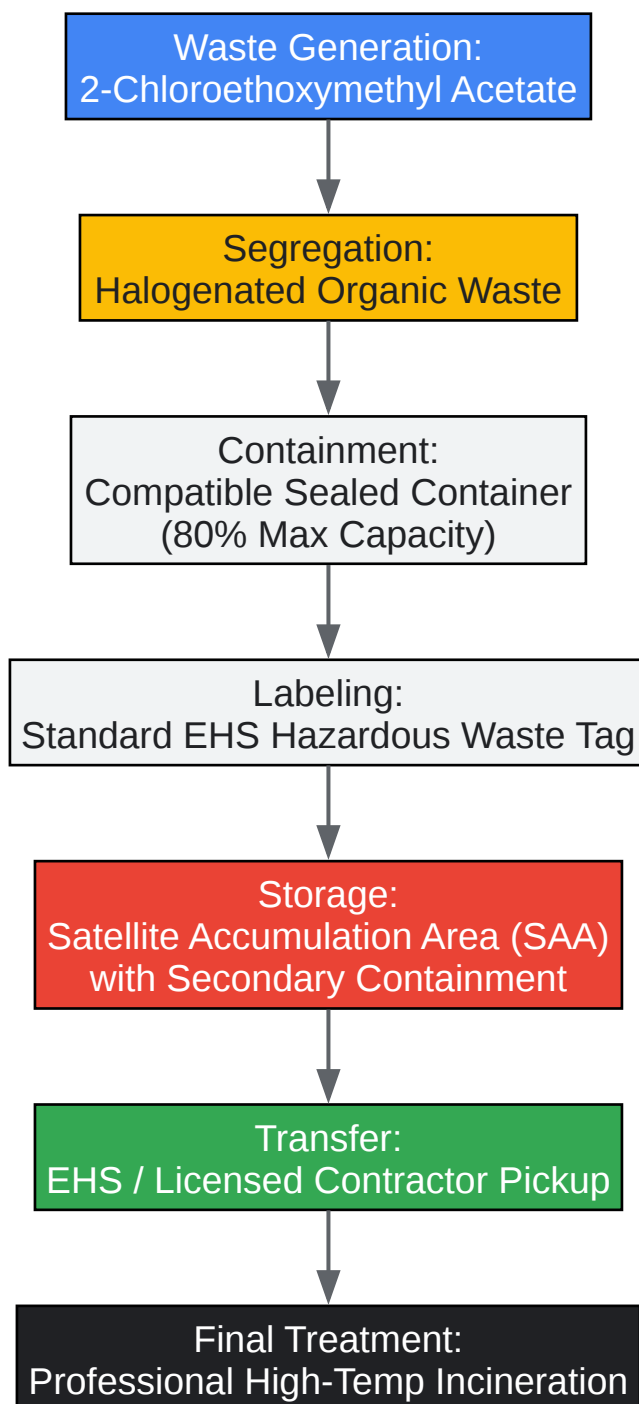 Waste Generation:
2-Chloroethoxymethyl Acetate
Segregation:
Halogenated Organic Waste
Containment:
Compatible Sealed Container
(80% Max Capacity)
Labeling:
Standard EHS Hazardous Waste Tag
Storage:
Satellite Accumulation Area (SAA)
with Secondary Containment
Transfer:
EHS / Licensed Contractor Pickup
Final Treatment:
Professional High-Temp Incineration